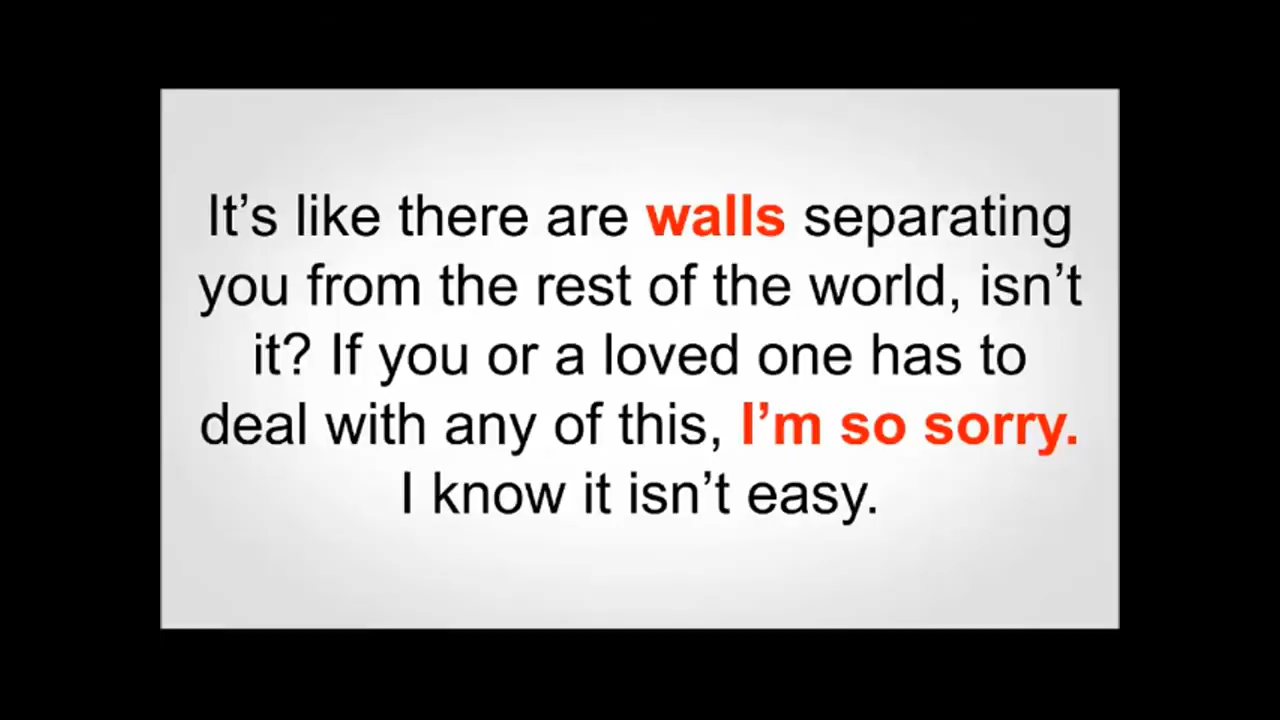 It’s like there are walls separating
you from the rest of the world, isn’t
it? If you or a loved one has to
deal with any of this, I’m so sorry.
I know it isn’t easy.